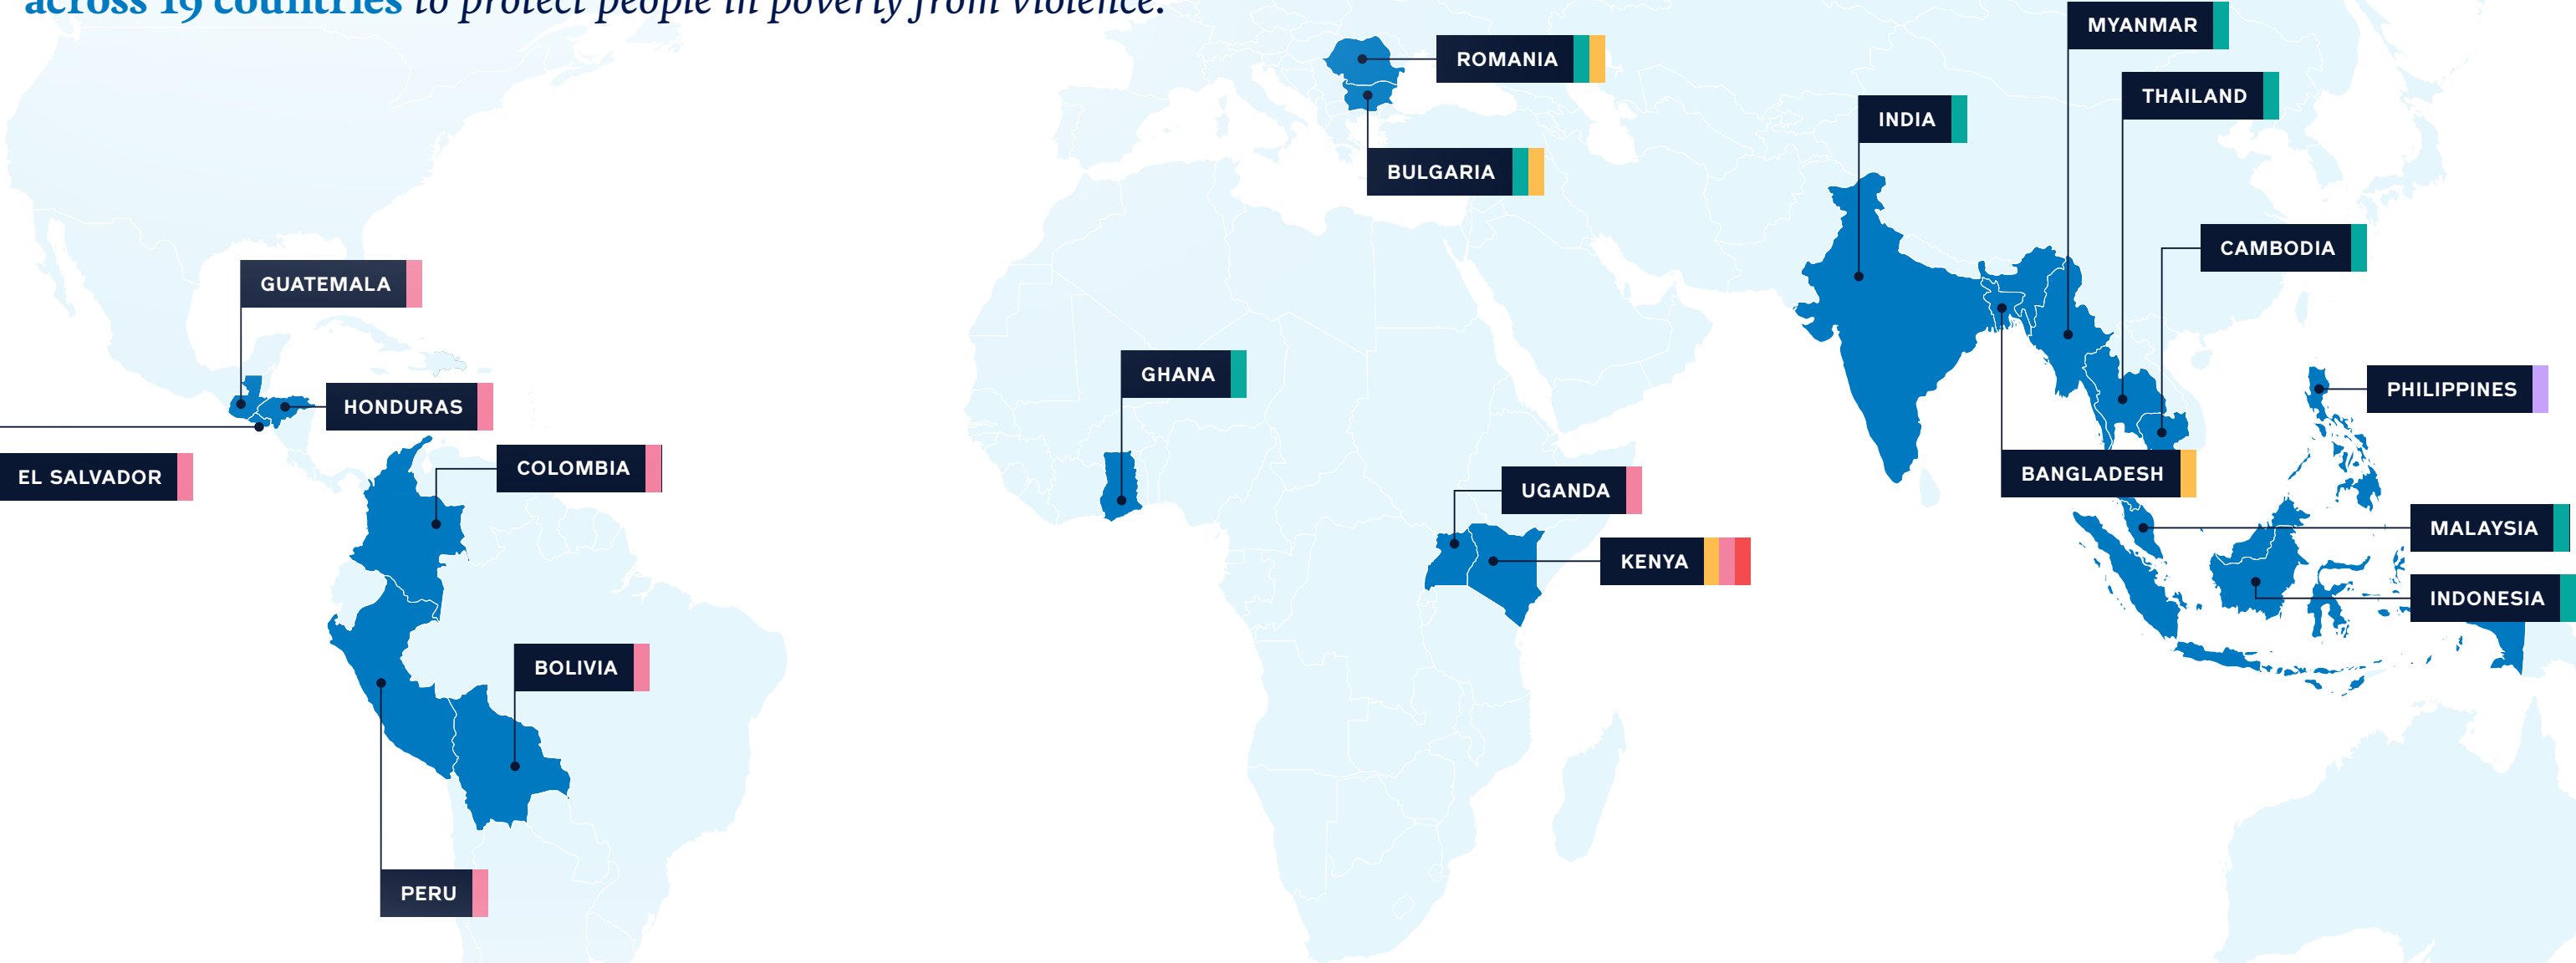 across 19 countries to protect people in poverty from violence.
MYANMAR
ROMANIA
THAILAND
INDIA
BULGARIA
CAMBODIA
GUATEMALA
GHANA
PHILIPPINES
HONDURAS
COLOMBIA
EL SALVADOR
BANGLADESH
UGANDA
MALAYSIA
KENYA
INDONESIA
BOLIVIA
PERU